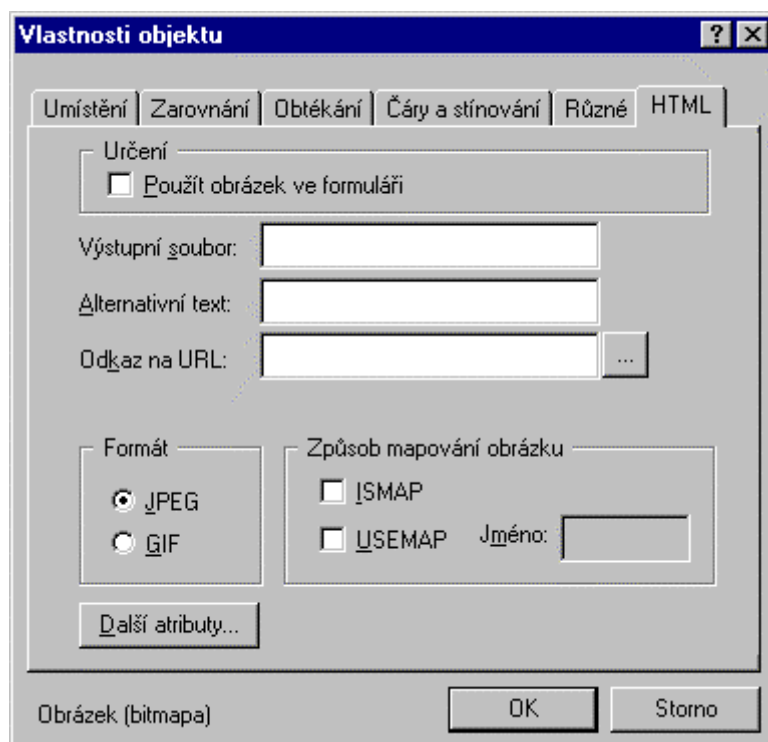 Vlastnosti objektu
Umístění Zarovnání Obtékání Čáry a stínování Různé HTML
Určení
Použít obrázek ve formuláři
Výstupní soubor:
Alternativní text:
Odkaz na URL: ...
Formát Způsob mapování obrázku
JPEG ISMAP
GIF USEMAP Jméno:
Další atributy...
Obrázek (bitmapa) OK Storno